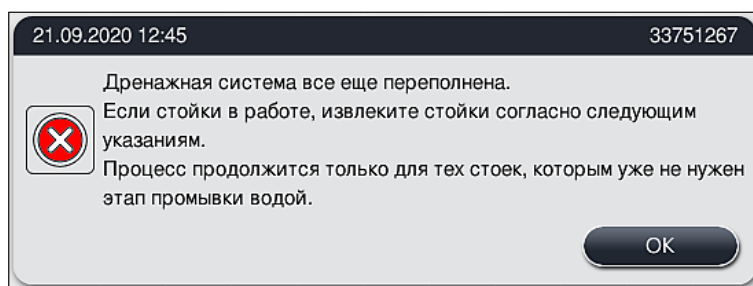 21.09.2020 12:45 33751267
Дренажная система все еще переполнена.
Если стойки в работе, извлеките стойки согласно следующим
указаниям.
Процесс продолжится только для тех стоек, которым уже не нужен
этап промывки водой.
OK